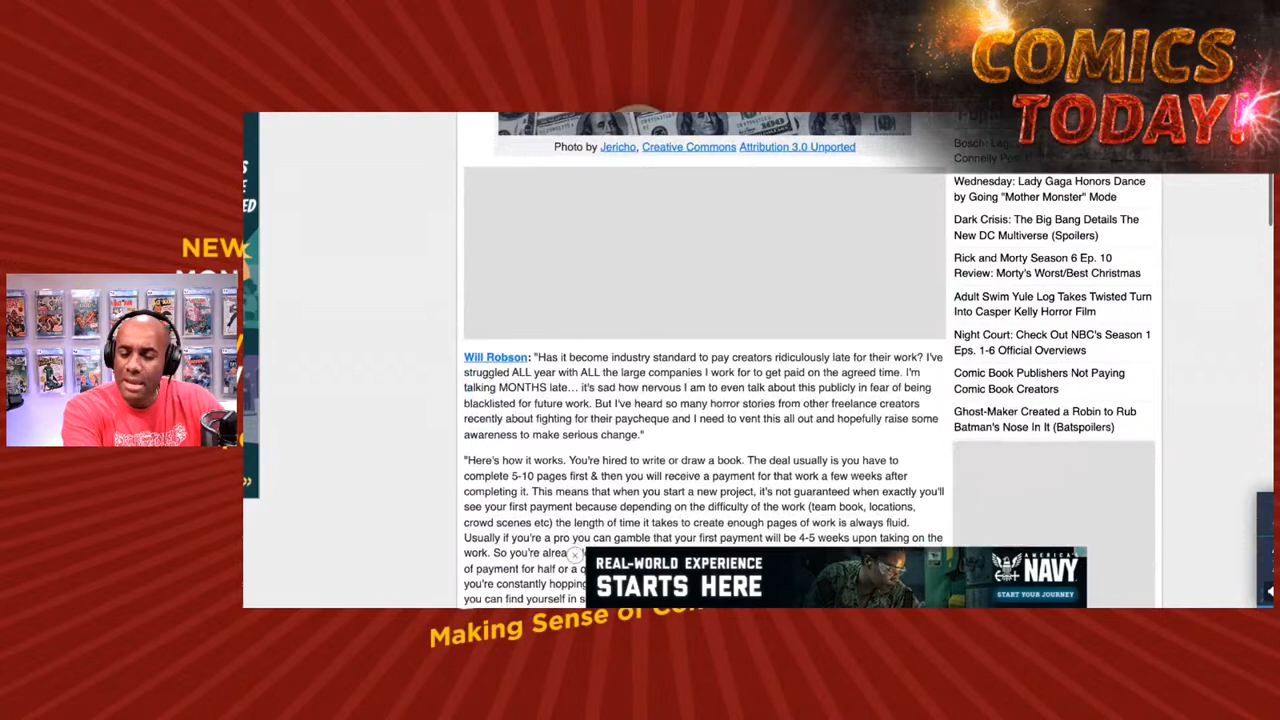 COMICS
TODAY!
Photo by Jericho, Creative Commons Attribution 3.0 Unported
Will Robson: "Has it become industry standard to pay creators ridiculously late for their work? I've
struggled ALL year with ALL the large companies I work for to get paid on the agreed time. I'm
talking MONTHS late… it's sad how nervous I am to even talk about this publicly in fear of being
blacklisted for future work. But I've heard so many horror stories from other freelance creators
recently about fighting for their paycheque and I need to vent this all out and hopefully raise some
awareness to make serious change."
"Here's how it works. You're hired to write or draw a book. The deal usually is you have to
complete 5-10 pages first & then you will receive a payment for that work a few weeks after
completing it. This means that when you start a new project, it's not guaranteed when exactly you'll
see your first payment because depending on the difficulty of the work (team book, locations,
crowd scenes etc) the length of time it takes to create enough pages of work is always fluid.
Usually if you're a pro you can gamble that your first payment will be 4-5 weeks upon taking on the
work. So you're alrea
of payment for half or a
you're constantly hopping
you can find yourself in s
Bosch:
Connelly
Wednesday: Lady Gaga Honors Dance
by Going "Mother Monster" Mode
Dark Crisis: The Big Bang Details The
New DC Multiverse (Spoilers)
Rick and Morty Season 6 Ep. 10
Review: Morty's Worst/Best Christmas
Adult Swim Yule Log Takes Twisted Turn
Into Casper Kelly Horror Film
Night Court: Check Out NBC's Season 1
Eps. 1-6 Official Overviews
Comic Book Publishers Not Paying
Comic Book Creators
Ghost-Maker Created a Robin to Rub
Batman's Nose In It (Batspoilers)
REAL-WORLD EXPERIENCE
STARTS HERE
AMERICA'S
NAVY
START YOUR JOURNEY
NEW
ED
Making Sense of